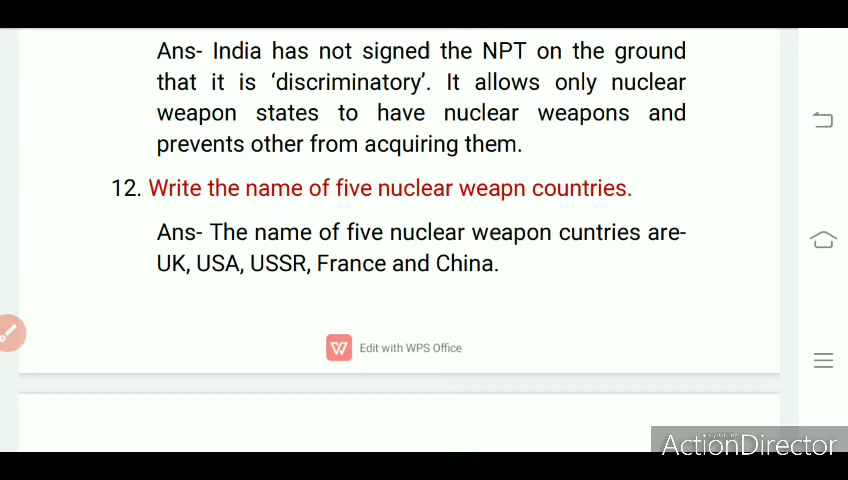 Ans- India has not signed the NPT on the ground
that it is ‘discriminatory’. It allows only nuclear
weapon states to have nuclear weapons and
prevents other from acquiring them.
12. Write the name of five nuclear weapn countries.
Ans- The name of five nuclear weapon cuntries are-
UK, USA, USSR, France and China.
Edit with WPS Office
ActionDirector